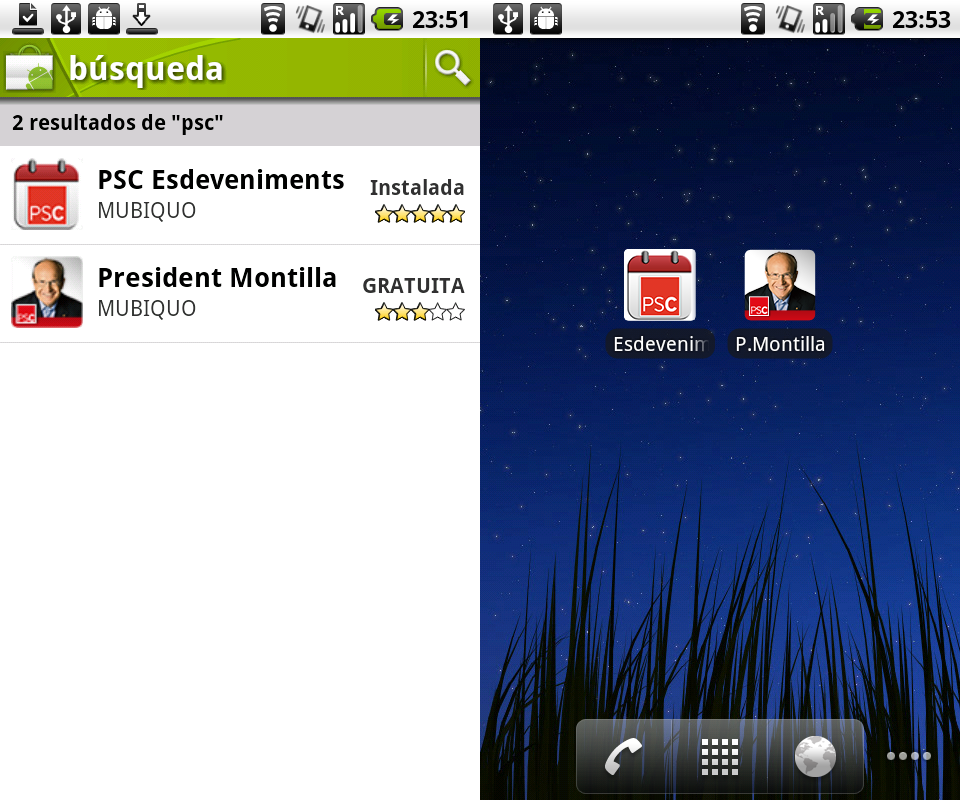 R
23:51
búsqueda
2 resultados de "psc"
PSC
PSC Esdeveniments
MUBIQUO
Instalada
PSC
President Montilla
MUBIQUO
GRATUITA
R
23:53
PSC
PSC
Esdevenim
P.Montilla